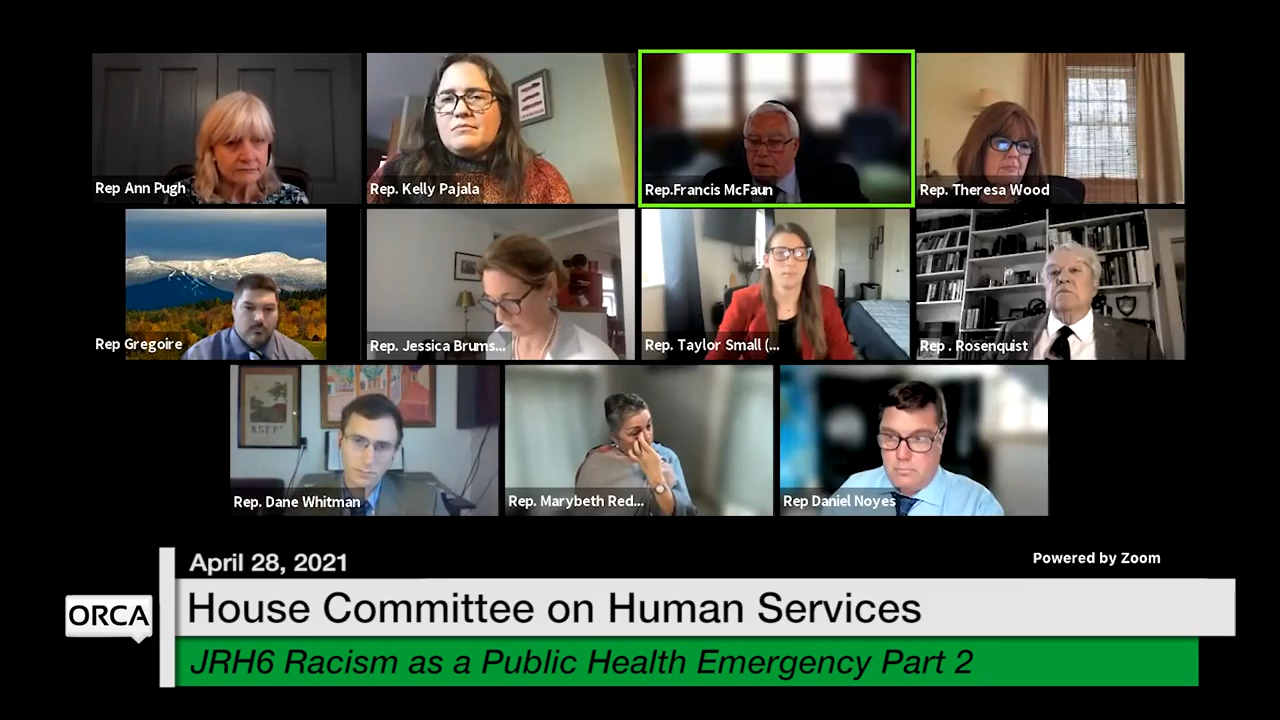 Rep Ann Pugh
Rep. Kelly Pajala
Rep.Francis McFaun
Rep. Theresa Wood
Rep Gregoire
Rep. Jessica Brums...
Rep. Taylor Small (...
Rep . Rosenquist
Rep. Dane Whitman
Rep. Marybeth Red...
Rep Daniel Noyes
April 28, 2021
Powered by Zoom
ORCA
House Committee on Human Services
JRH6 Racism as a Public Health Emergency Part 2